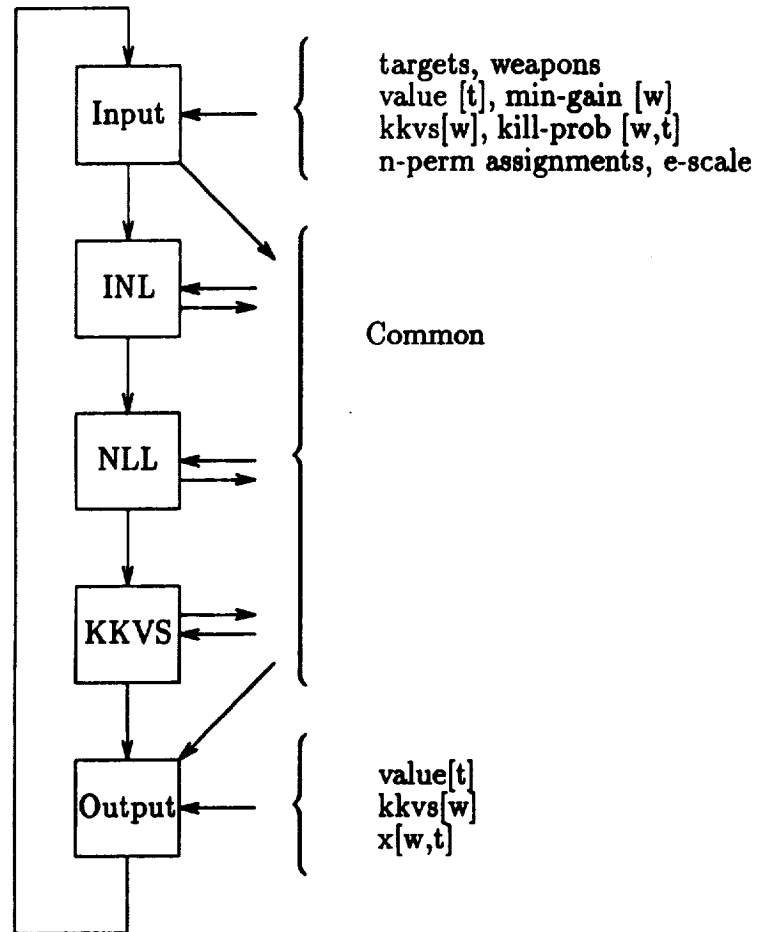 Input
targets, weapons
value [t], min-gain [w]
kkvs[w], kill-prob [w,t]
n-perm assignments, e-scale
INL
Common
NLL
KKVS
Output
value[t]
kkvs[w]
x[w,t]